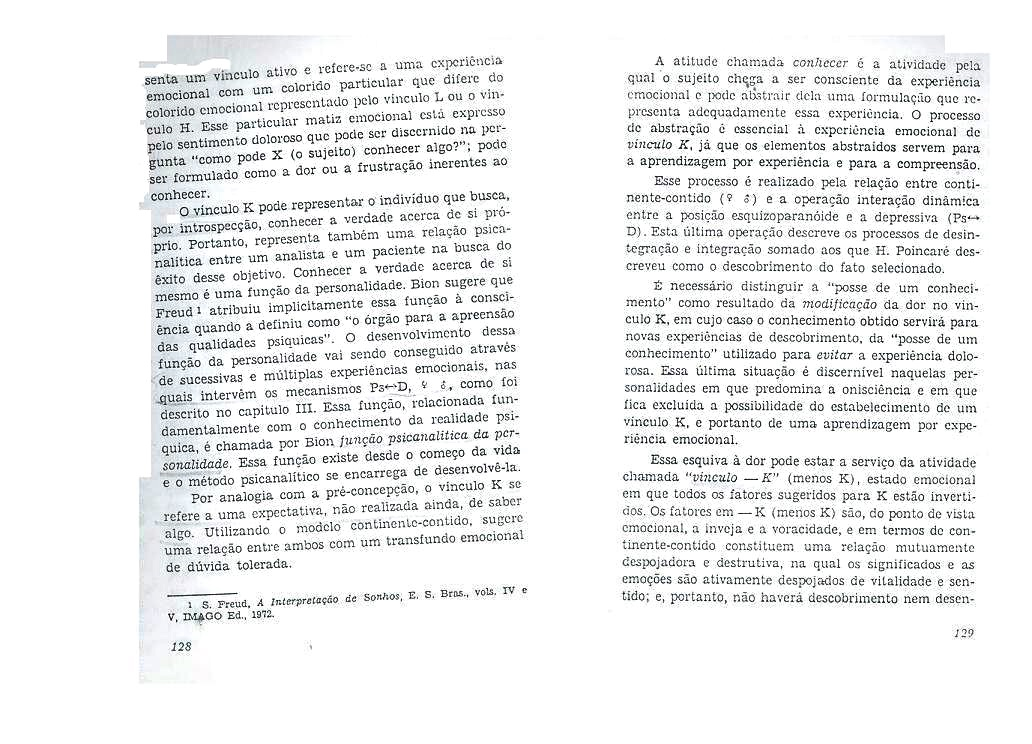 senta um vínculo ativo e refere-se a uma experiência
emocional com um colorido particular que difere do
colorido emocional representado pelo vínculo L ou o vín-
culo H. Esse particular matiz emocional está expresso
pelo sentimento doloroso que pode ser discernido na per-
gunta "como pode X (o sujeito) conhecer algo?"; pode
ser formulado como a dor ou a frustração inerentes ao
conhecer.
O vínculo K pode representar o indivíduo que busca,
por introspecção, conhecer a verdade acerca de si pró-
prio. Portanto, representa também uma relação psica-
nalítica entre um analista e um paciente na busca do
êxito desse objetivo. Conhecer a verdade acerca de si
mesmo é uma função da personalidade. Bion sugere que
Freud 1 atribuiu implicitamente essa função à consci-
ência quando a definiu como "o órgão para a apreensão
das qualidades psíquicas". O desenvolvimento dessa
função da personalidade vai sendo conseguido através
de sucessivas e múltiplas experiências emocionais, nas
quais intervêm os mecanismos Ps↔D, ♀ ♂, como foi
descrito no capítulo III. Essa função, relacionada fun-
damentalmente com o conhecimento da realidade psí-
quica, é chamada por Bion função psicanalítica da per-
sonalidade. Essa função existe desde o começo da vida
e o método psicanalítico se encarrega de desenvolvê-la.
Por analogia com a pré-concepção, o vínculo K se
refere a uma expectativa, não realizada ainda, de saber
algo. Utilizando o modelo continente-contido, sugere
uma relação entre ambos com um transfundo emocional
de dúvida tolerada.
1 S. Freud, A Interpretação de Sonhos, E. S. Bras., vols. IV e
V, IMAGO Ed., 1972.
128
A atitude chamada conhecer é a atividade pela
qual o sujeito chega a ser consciente da experiência
emocional e pode abstrair dela uma formulação que re-
presenta adequadamente essa experiência. O processo
de abstração é essencial à experiência emocional de
vínculo K, já que os elementos abstraídos servem para
a aprendizagem por experiência e para a compreensão.
Esse processo é realizado pela relação entre conti-
nente-contido (♀ ♂) e a operação interação dinâmica
entre a posição esquizoparanóide e a depressiva (Ps↔
D). Esta última operação descreve os processos de desin-
tegração e integração somado aos que H. Poincaré des-
creveu como o descobrimento do fato selecionado.
É necessário distinguir a "posse de um conheci-
mento" como resultado da modificação da dor no vín-
culo K, em cujo caso o conhecimento obtido servirá para
novas experiências de descobrimento, da "posse de um
conhecimento" utilizado para evitar a experiência dolo-
rosa. Essa última situação é discernível naquelas per-
sonalidades em que predomina a onisciência e em que
fica excluída a possibilidade do estabelecimento de um
vínculo K, e portanto de uma aprendizagem por expe-
riência emocional.
Essa esquiva à dor pode estar a serviço da atividade
chamada "vínculo — K" (menos K), estado emocional
em que todos os fatores sugeridos para K estão inverti-
dos. Os fatores em — K (menos K) são, do ponto de vista
emocional, a inveja e a voracidade, e em termos de con-
tinente-contido constituem uma relação mutuamente
despojadora e destrutiva, na qual os significados e as
emoções são ativamente despojados de vitalidade e sen-
tido; e, portanto, não haverá descobrimento nem desen-
129